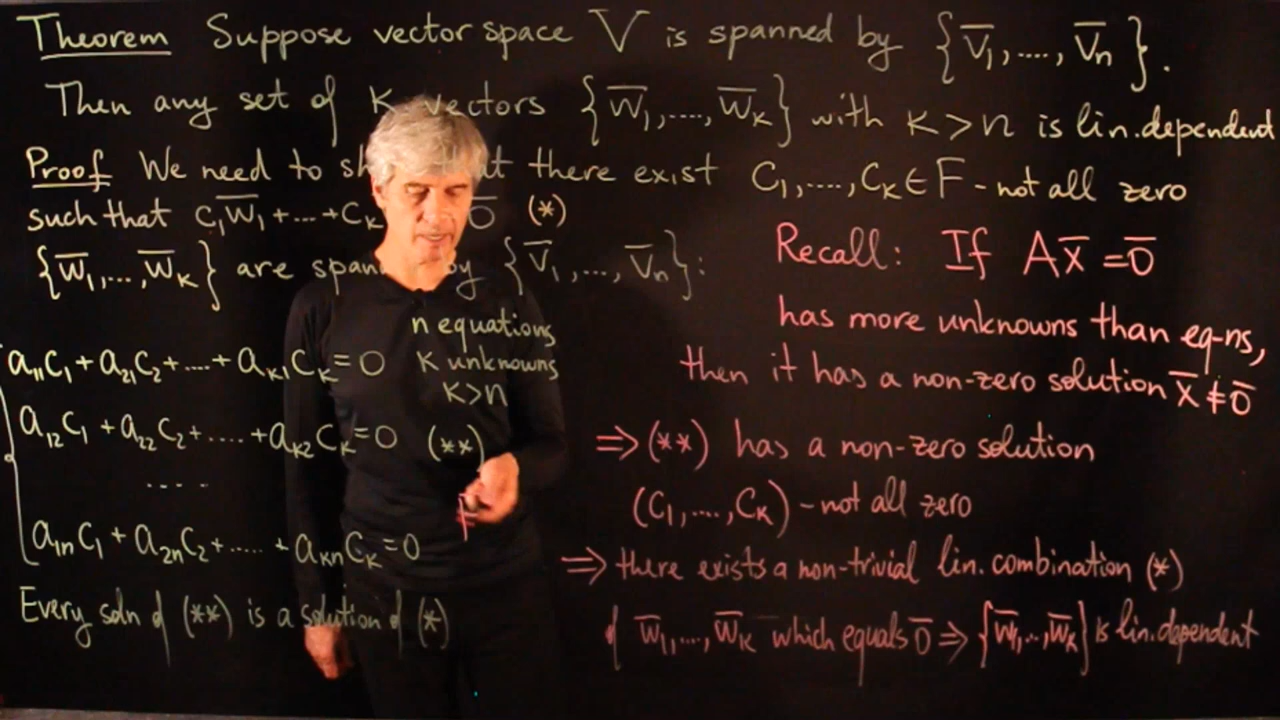 Theorem Suppose vector space V is spanned by {v̅₁,....,v̅ₙ}.
Then any set of K vectors {w̅₁,....,w̅ₖ} with K>n is lin.dependent
Proof We need to sh t there exist C₁,....,Cₖ∈F - not all zero
such that C₁w̅₁+...+Cₖ 0̅ (*)
{w̅₁,...w̅ₖ} are span by {v̅₁,...,v̅ₙ}:
n equations
K unknowns
K>n
a₁₁C₁+a₂₁C₂+....+aₖ₁Cₖ=0
a₁₂C₁+a₂₂C₂+....+aₖ₂Cₖ=0 (**)
....
a₁ₙC₁+a₂ₙC₂+.....+aₖₙCₖ=0
Every soln of (**) is a solution of (*)
Recall: If Ax̅=0̅
has more unknowns than eq-ns,
then it has a non-zero solution x̅≠0̅
⇒(**) has a non-zero solution
(C₁,...,Cₖ) - not all zero
⇒ there exists a non-trivial lin. combination (*)
of w̅₁,...,w̅ₖ which equals 0̅ ⇒ {w̅₁,...,w̅ₖ} is lin.dependent